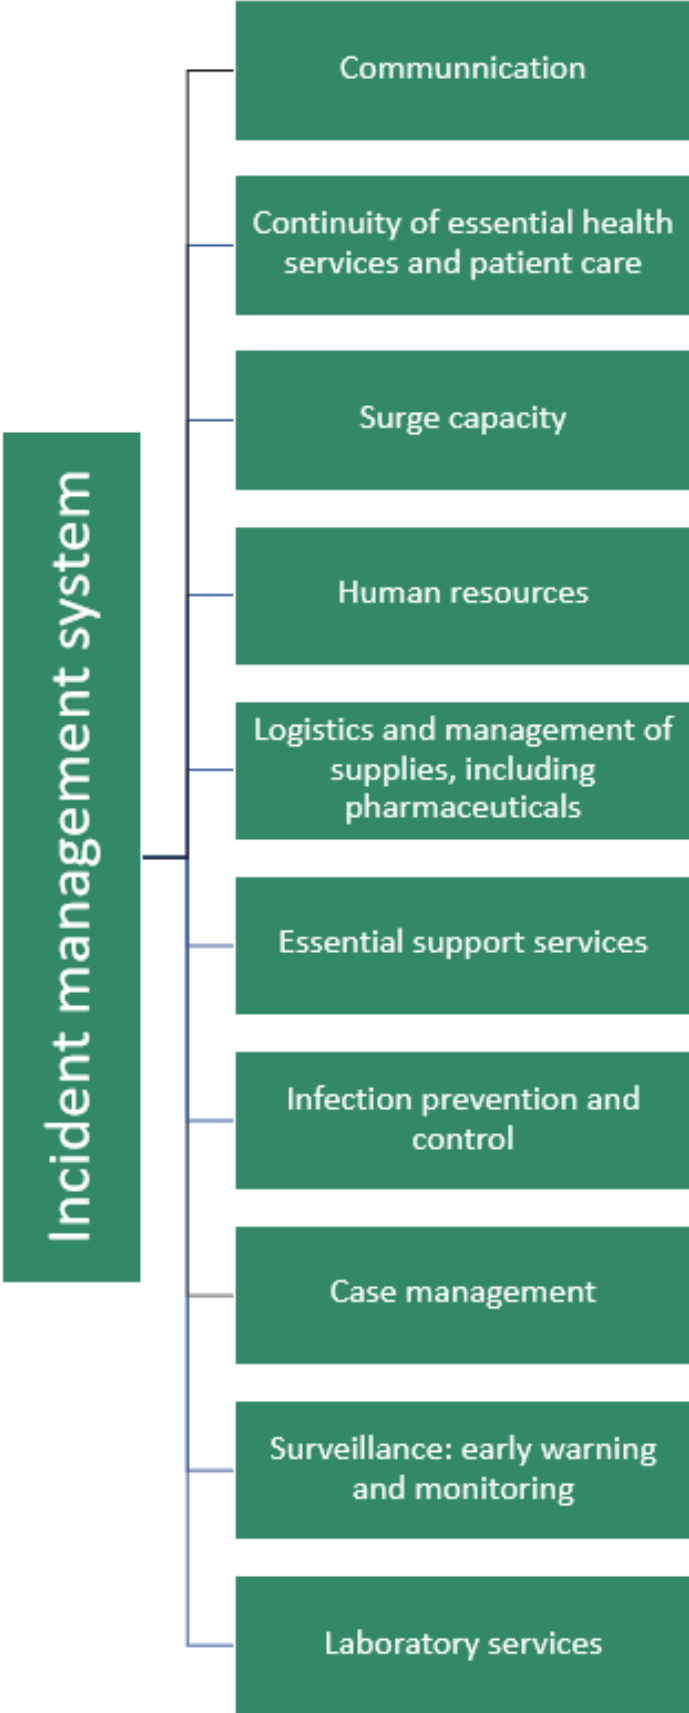 Incident management system
Communnication
Continuity of essential health
services and patient care
Surge capacity
Human resources
Logistics and management of
supplies, including
pharmaceuticals
Essential support services
Infection prevention and
control
Case management
Surveillance: early warning
and monitoring
Laboratory services